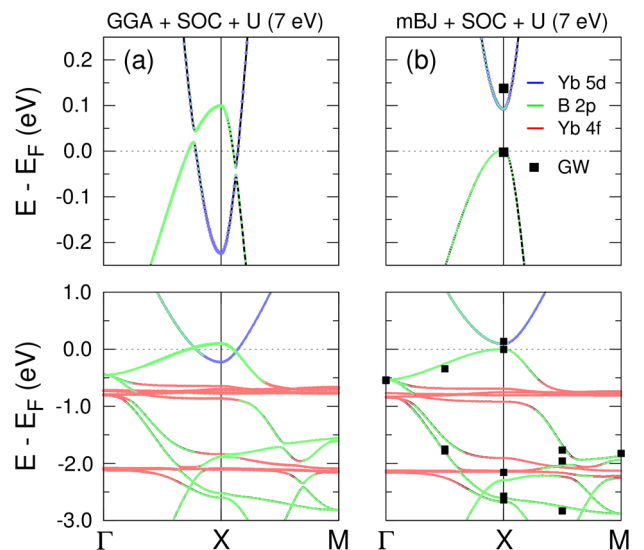 GGA + SOC + U (7 eV)
mBJ + SOC + U (7 eV)
(a)
(b)
E - E_F (eV)
0.2
0.1
0.0
-0.1
-0.2
Yb 5d
B 2p
Yb 4f
GW
E - E_F (eV)
1.0
0.0
-1.0
-2.0
-3.0
Γ
X
M
Γ
X
M